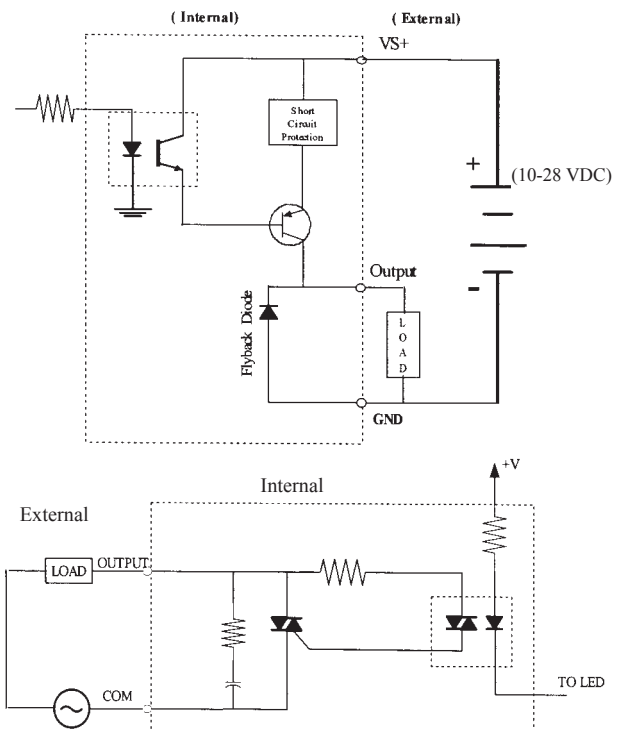 ( Internal)
( External)
VS+
Short
Circuit
Protection
+
(10-28 VDC)
Output
-
Flyback Diode
L
O
A
D
GND
+V
Internal
External
LOAD
OUTPUT
COM
TO LED